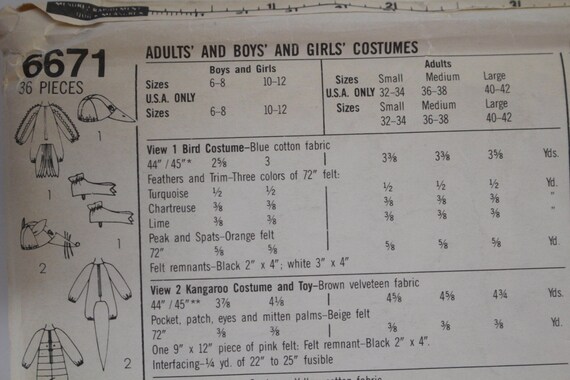 11 21 31
6671
36 PIECES
1
1
1
2
2
ADULTS' AND BOYS' AND GIRLS' COSTUMES
Boys and Girls Adults
Sizes 6–8 10–12 Sizes Small Medium Large
U.S.A. ONLY U.S.A. ONLY 32–34 36–38 40–42
Sizes 6–8 10–12 Sizes Small Medium Large
32–34 36–38 40–42
View 1 Bird Costume–Blue cotton fabric
44" /45"* 2⅝ 3 3⅜ 3⅜ 3⅝ Yds.
Feathers and Trim–Three colors of 72" felt:
Turquoise ½ ½ ½ ½ ½ Yd.
Chartreuse ⅜ ⅜ ⅜ ⅜ ⅜ "
Lime ⅜ ⅜ ⅜ ⅜ ⅜ "
Peak and Spats–Orange felt
72" ⅝ ⅝ ⅝ ⅝ ⅝ Yd.
Felt remnants–Black 2" x 4"; white 3" x 4"
View 2 Kangaroo Costume and Toy–Brown velveteen fabric
44" /45"** 3⅞ 4⅛ 4⅝ 4⅝ 4¾ Yds.
Pocket, patch, eyes and mitten palms–Beige felt
72" ⅜ ⅜ ⅜ ⅜ ⅜ Yd.
One 9" x 12" piece of pink felt: Felt remnant–Black 2" x 4".
Interfacing–¼ yd. of 22" to 25" fusible
cotton fabric